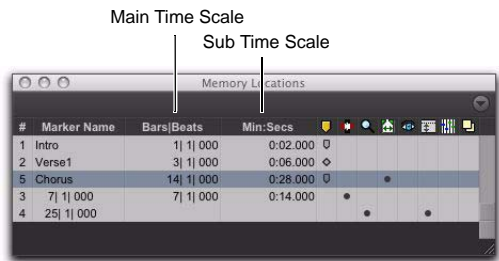 Main Time Scale
Sub Time Scale
Memory Locations
# Marker Name Bars|Beats Min:Secs
1 Intro 1| 1| 000 0:02.000
2 Verse1 3| 1| 000 0:06.000
5 Chorus 14| 1| 000 0:28.000
3 7| 1| 000 7| 1| 000 0:14.000
4 25| 1| 000